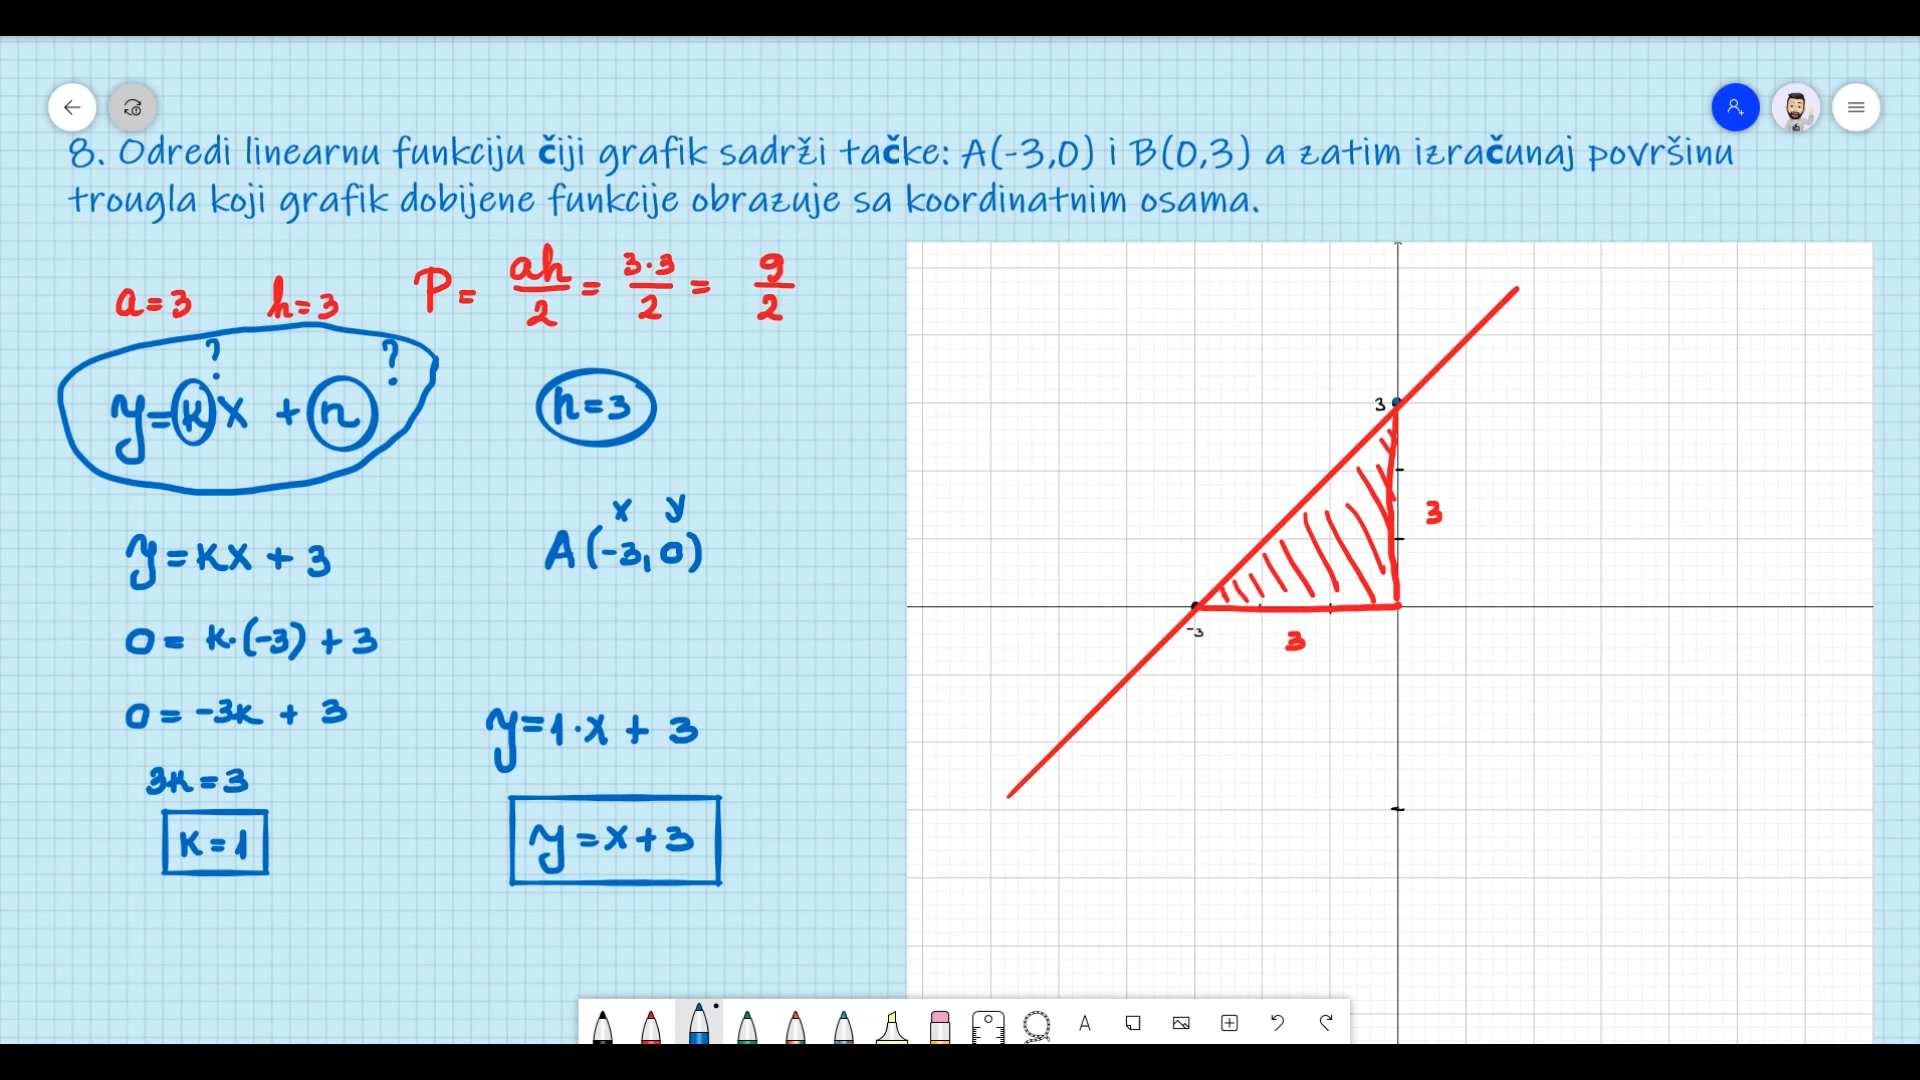 8. Odredi linearnu funkciju čiji grafik sadrži tačke: A(-3,0) i B(0,3) a zatim izračunaj površinu
trougla koji grafik dobijene funkcije obrazuje sa koordinatnim osama.
a=3 h=3 P= ah/2 = 3·3/2 = 9/2
? ?
y=kx + n
n=3
x y
A(-3,0)
y=kx + 3
0= k·(-3) + 3
0= -3k + 3
3k=3
k=1
y=1·x + 3
y=x+3
3
3
-3
3
A